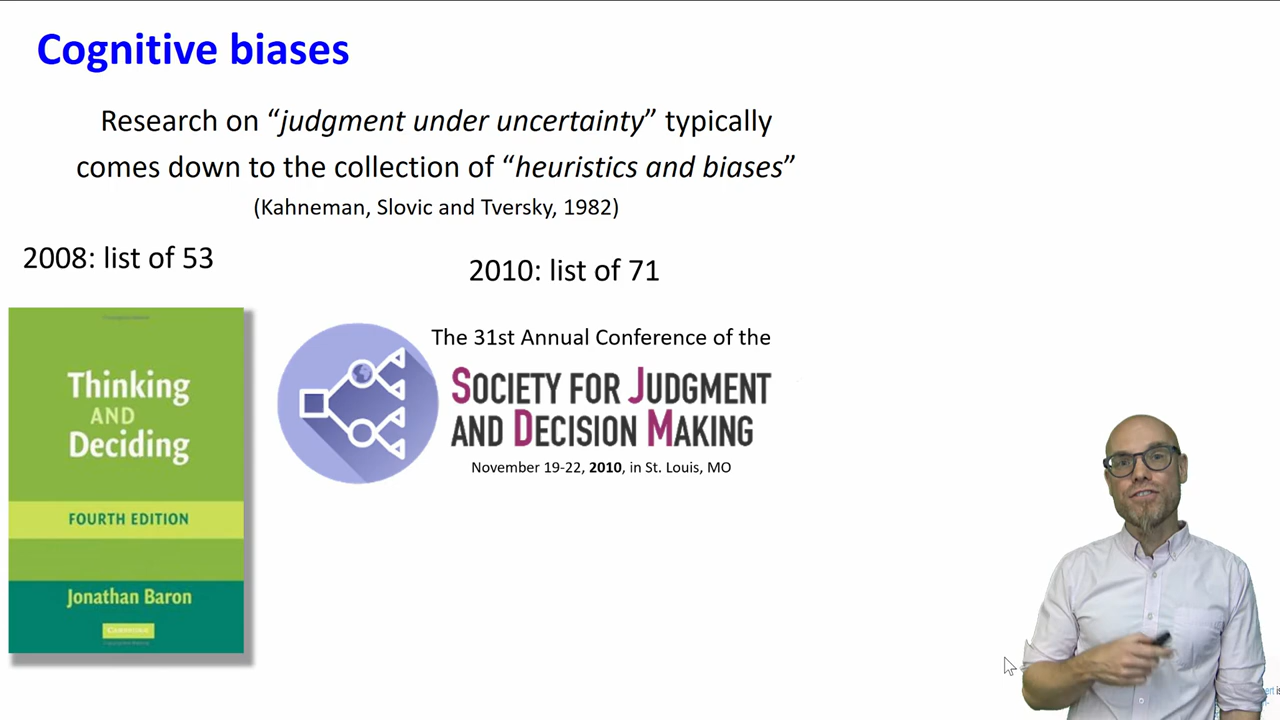 Cognitive biases
Research on “judgment under uncertainty” typically
comes down to the collection of “heuristics and biases”
(Kahneman, Slovic and Tversky, 1982)
2008: list of 53
2010: list of 71
Thinking
AND
Deciding
FOURTH EDITION
Jonathan Baron
CAMBRIDGE
The 31st Annual Conference of the
SOCIETY FOR JUDGMENT
AND DECISION MAKING
November 19-22, 2010, in St. Louis, MO